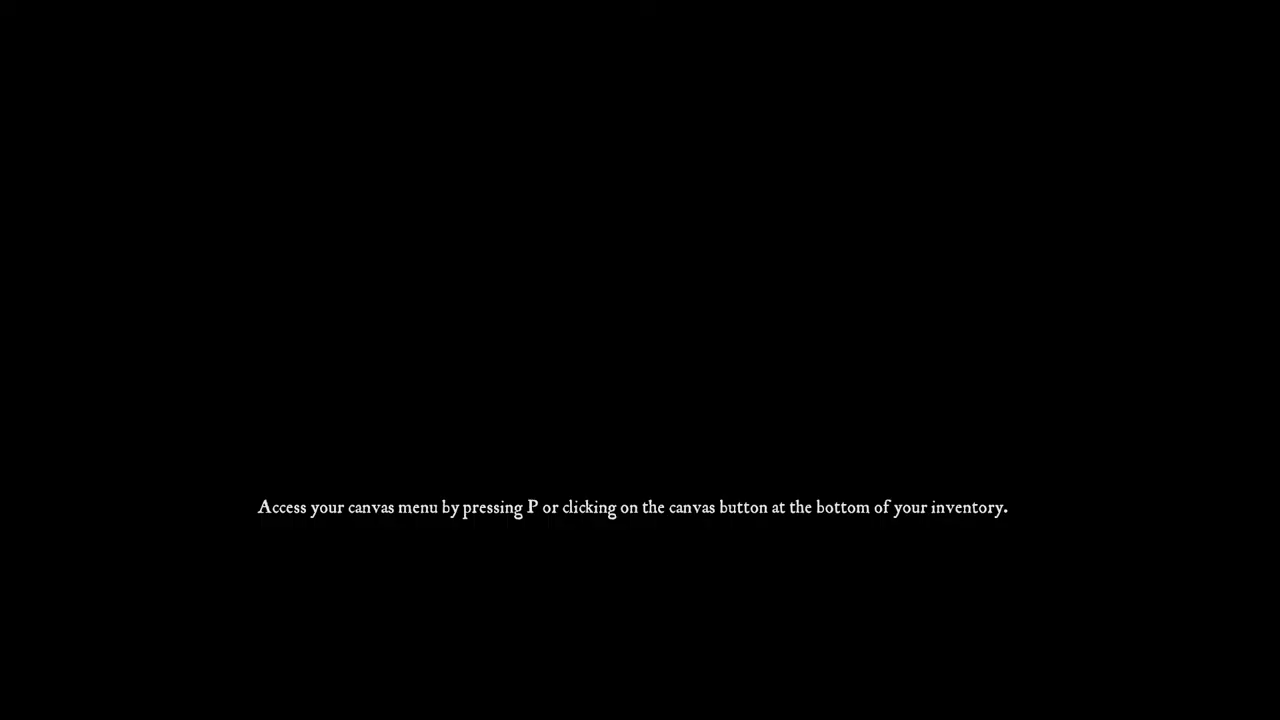 Access your canvas menu by pressing P or clicking on the canvas button at the bottom of your inventory.